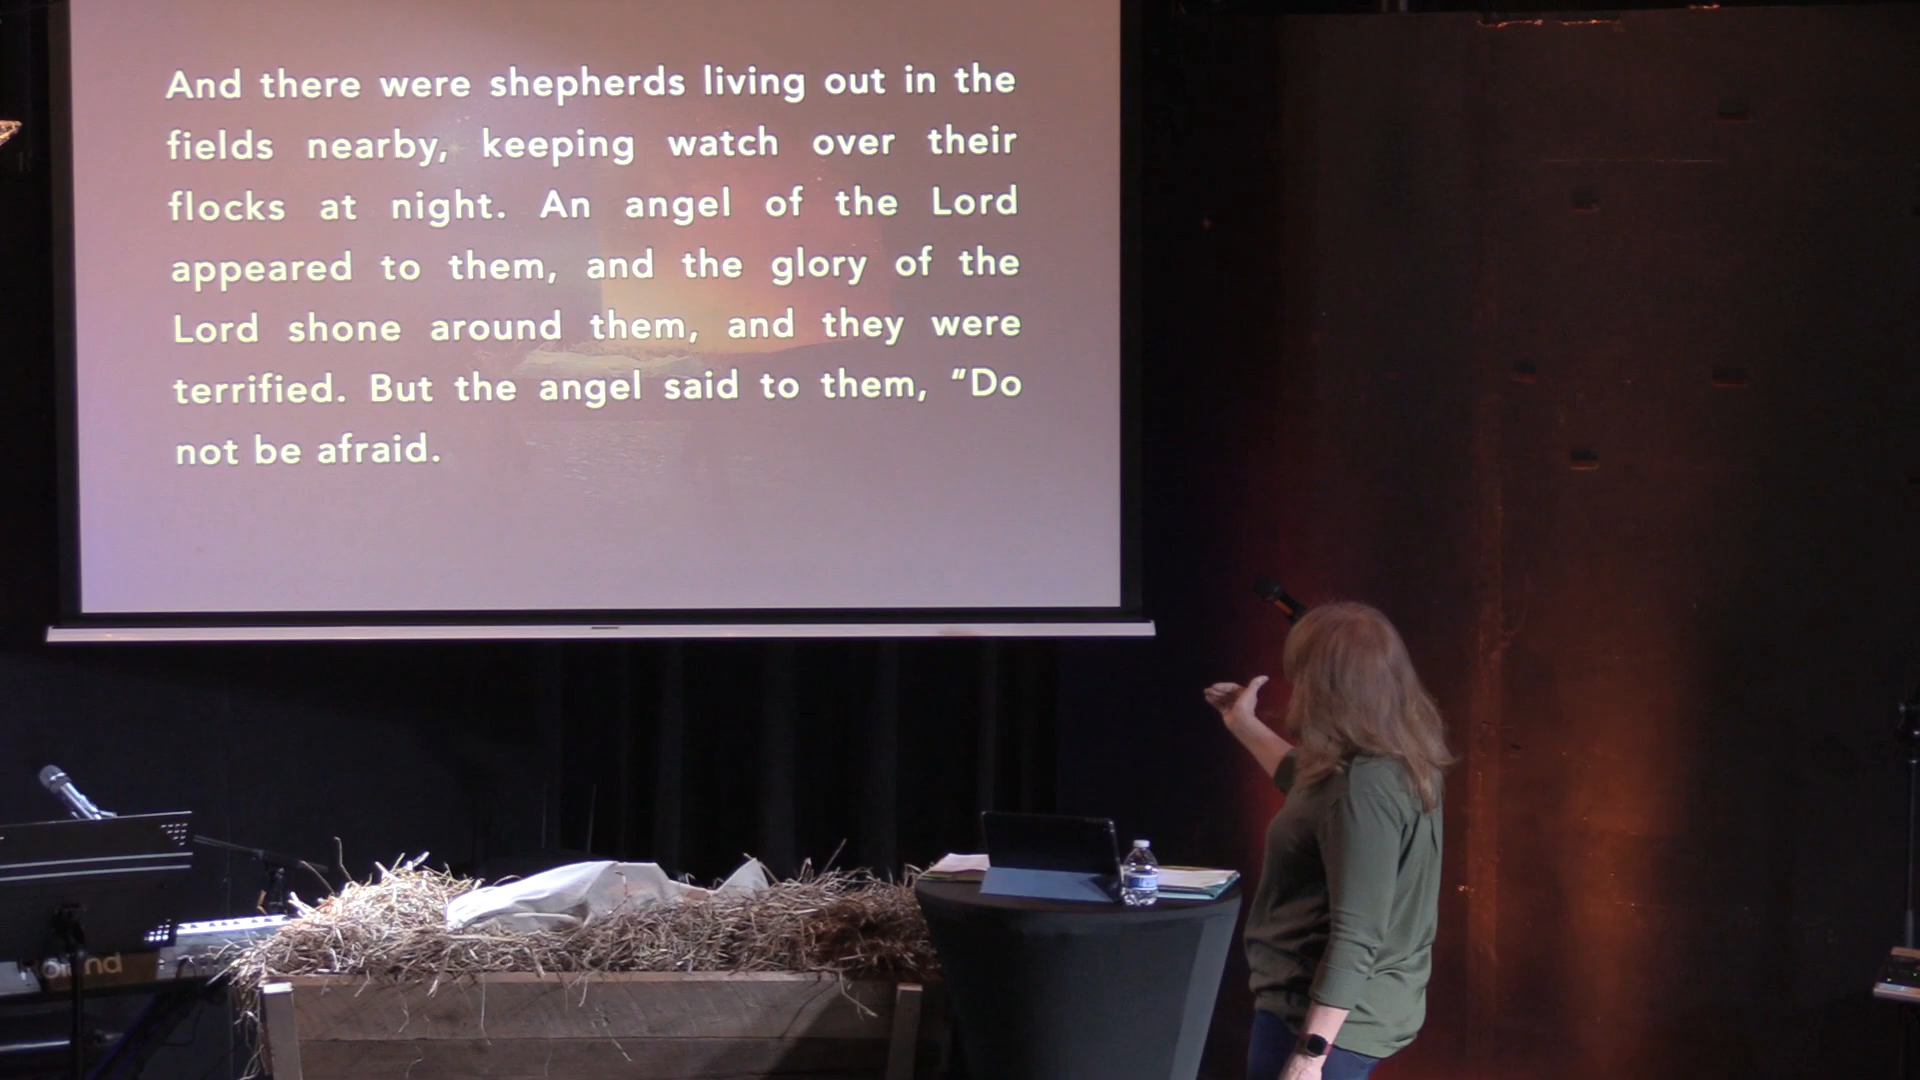 And there were shepherds living out in the
fields nearby, keeping watch over their
flocks at night. An angel of the Lord
appeared to them, and the glory of the
Lord shone around them, and they were
terrified. But the angel said to them, “Do
not be afraid.
Roland